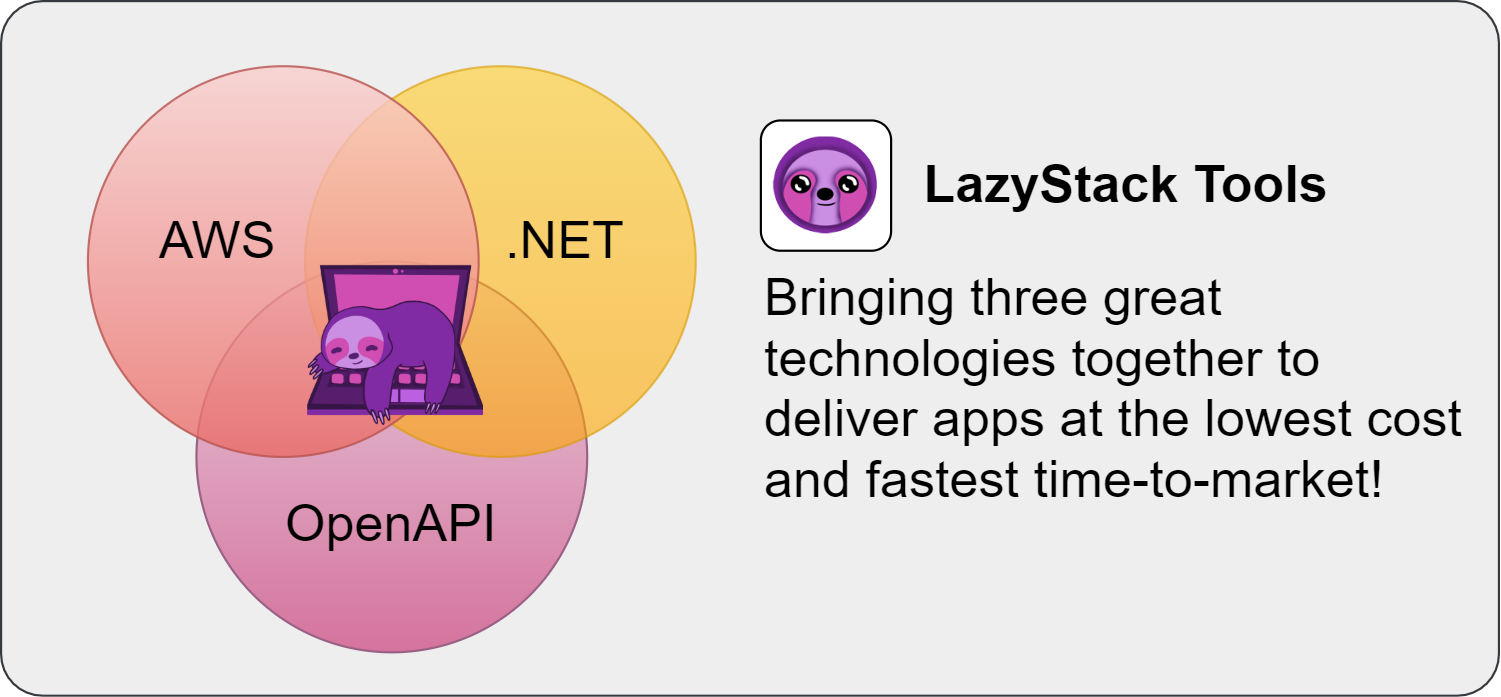 AWS
.NET
OpenAPI
LazyStack Tools
Bringing three great
technologies together to
deliver apps at the lowest cost
and fastest time-to-market!